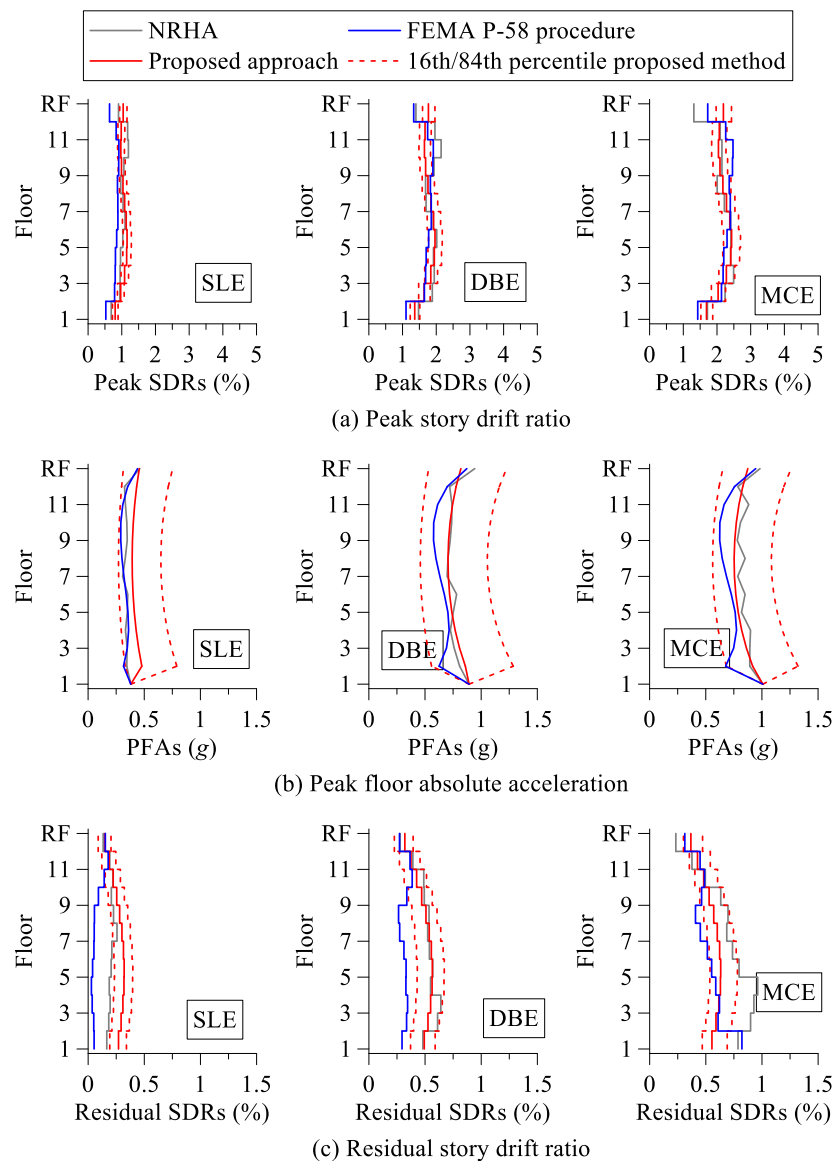 NRHA FEMA P-58 procedure
Proposed approach 16th/84th percentile proposed method
RF
11
9
7
5
3
1
Floor
SLE
0 1 2 3 4 5
Peak SDRs (%)
RF
11
9
7
5
3
1
Floor
DBE
0 1 2 3 4 5
Peak SDRs (%)
RF
11
9
7
5
3
1
Floor
MCE
0 1 2 3 4 5
Peak SDRs (%)
(a) Peak story drift ratio
RF
11
9
7
5
3
1
Floor
SLE
0 0.5 1 1.5
PFAs (g)
RF
11
9
7
5
3
1
Floor
DBE
0 0.5 1 1.5
PFAs (g)
RF
11
9
7
5
3
1
Floor
MCE
0 0.5 1 1.5
PFAs (g)
(b) Peak floor absolute acceleration
RF
11
9
7
5
3
1
Floor
SLE
0 0.5 1 1.5
Residual SDRs (%)
RF
11
9
7
5
3
1
Floor
DBE
0 0.5 1 1.5
Residual SDRs (%)
RF
11
9
7
5
3
1
Floor
MCE
0 0.5 1 1.5
Residual SDRs (%)
(c) Residual story drift ratio